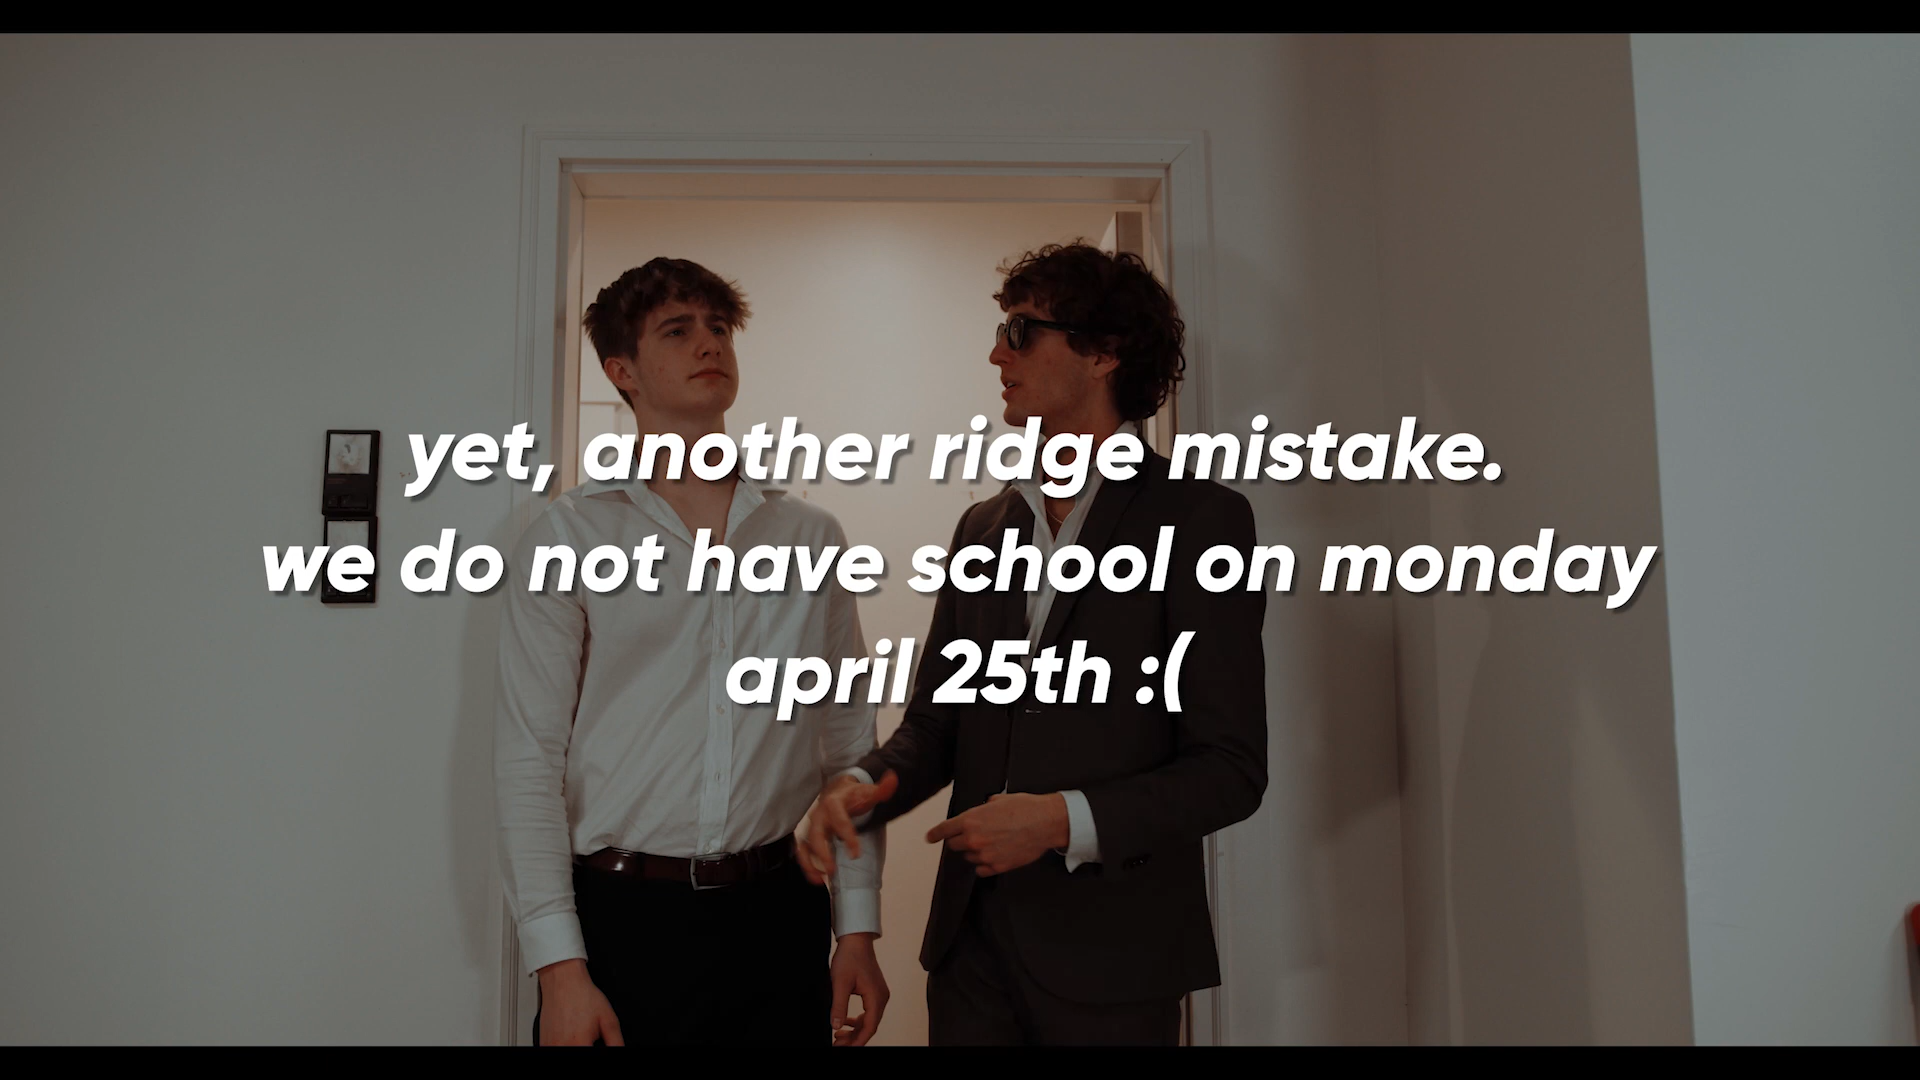 yet, another ridge mistake.
we do not have school on monday
april 25th :(